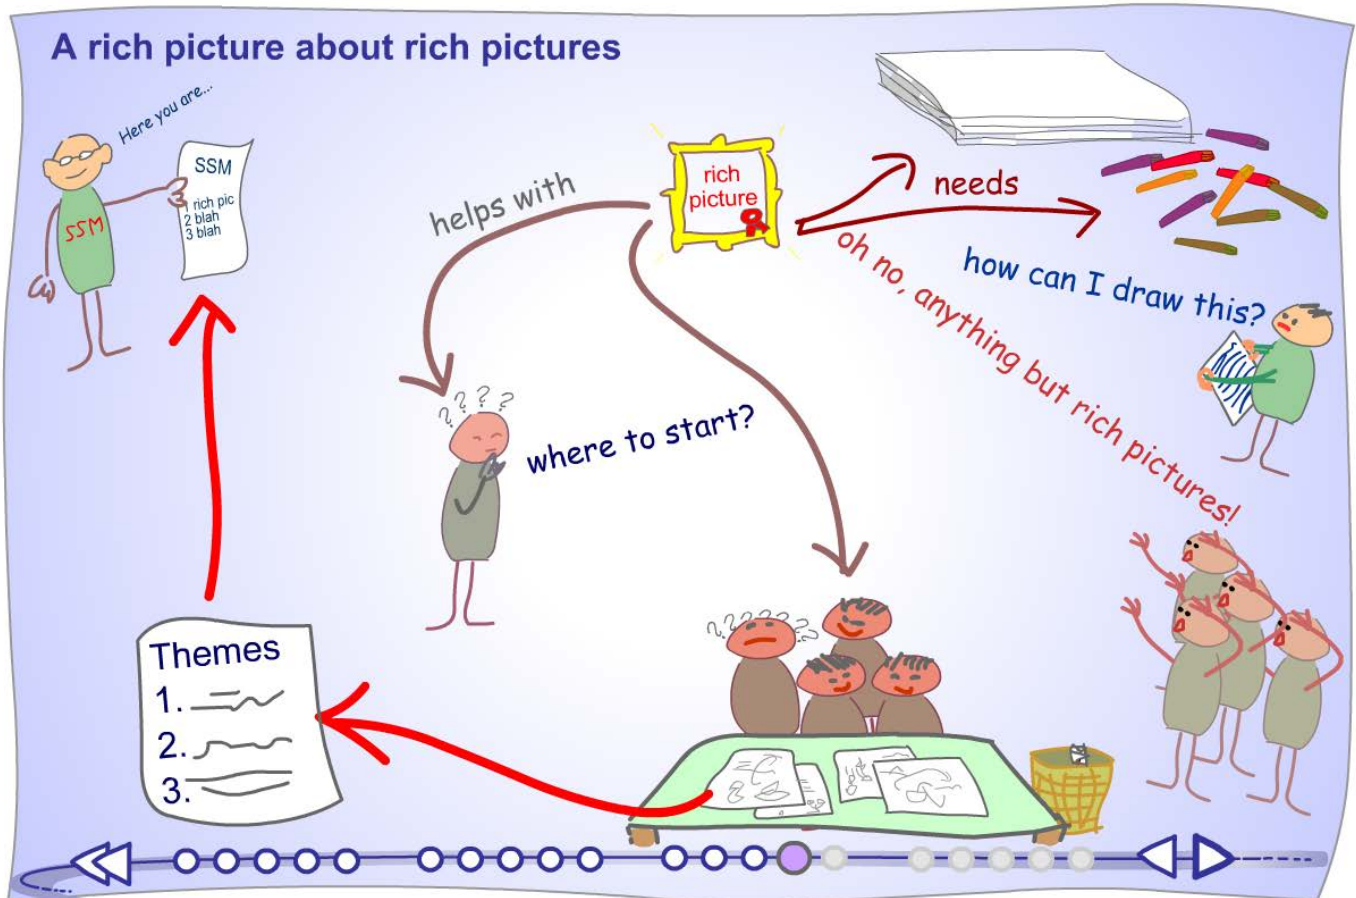 A rich picture about rich pictures
Here you are...
SSM
1 rich pic
2 blah
3 blah
SSM
rich
picture
helps with
needs
how can I draw this?
oh no, anything but rich pictures!
where to start?
? ? ? ?
??????? 
Themes
1.
2.
3.